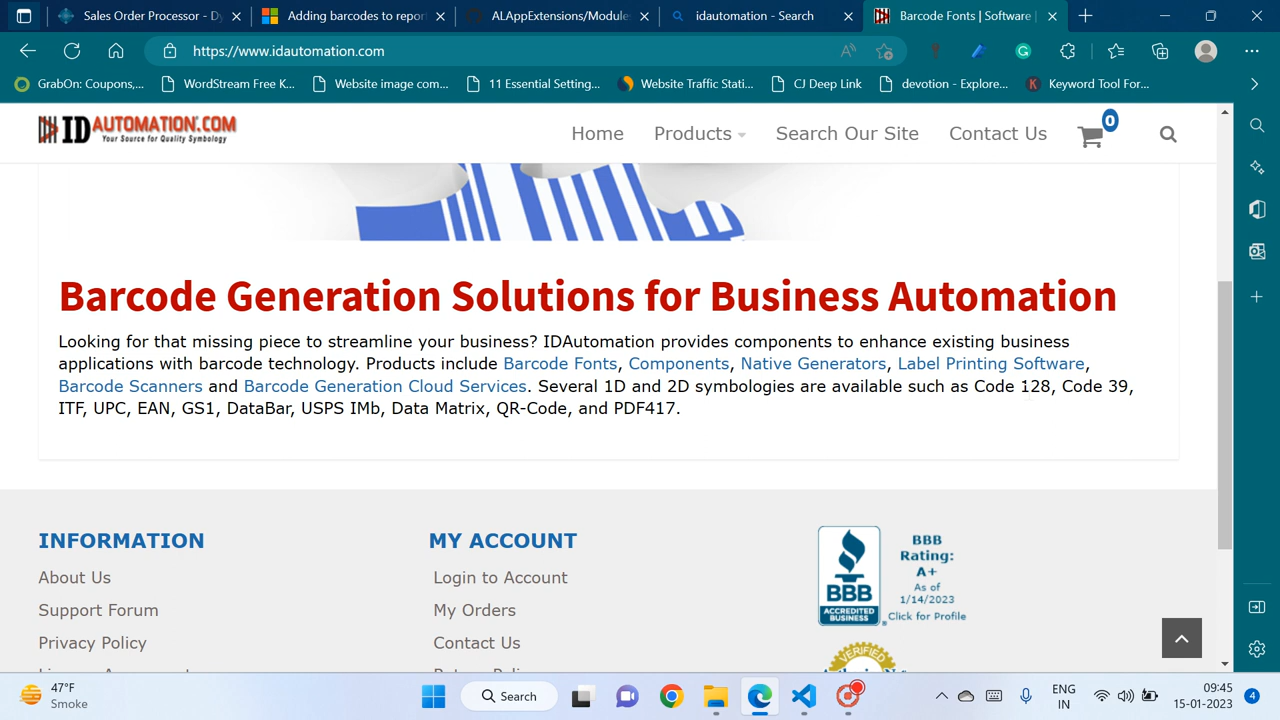 Sales Order Processor - Dy
Adding barcodes to report
ALAppExtensions/Module
idautomation - Search
Barcode Fonts | Software |
https://www.idautomation.com
GrabOn: Coupons,...
WordStream Free K...
Website image com...
11 Essential Setting...
Website Traffic Stati...
CJ Deep Link
devotion - Explore...
Keyword Tool For...
IDAUTOMATION.COM
Your Source for Quality Symbology
Home
Products
Search Our Site
Contact Us
0
Barcode Generation Solutions for Business Automation
Looking for that missing piece to streamline your business? IDAutomation provides components to enhance existing business
applications with barcode technology. Products include Barcode Fonts, Components, Native Generators, Label Printing Software,
Barcode Scanners and Barcode Generation Cloud Services. Several 1D and 2D symbologies are available such as Code 128, Code 39,
ITF, UPC, EAN, GS1, DataBar, USPS IMb, Data Matrix, QR-Code, and PDF417.
INFORMATION
About Us
Support Forum
Privacy Policy
MY ACCOUNT
Login to Account
My Orders
Contact Us
BBB
ACCREDITED
BUSINESS
BBB
Rating:
A+
As of
1/14/2023
Click for Profile
VERIFIED
47°F
Smoke
Search
ENG
IN
09:45
15-01-2023
4